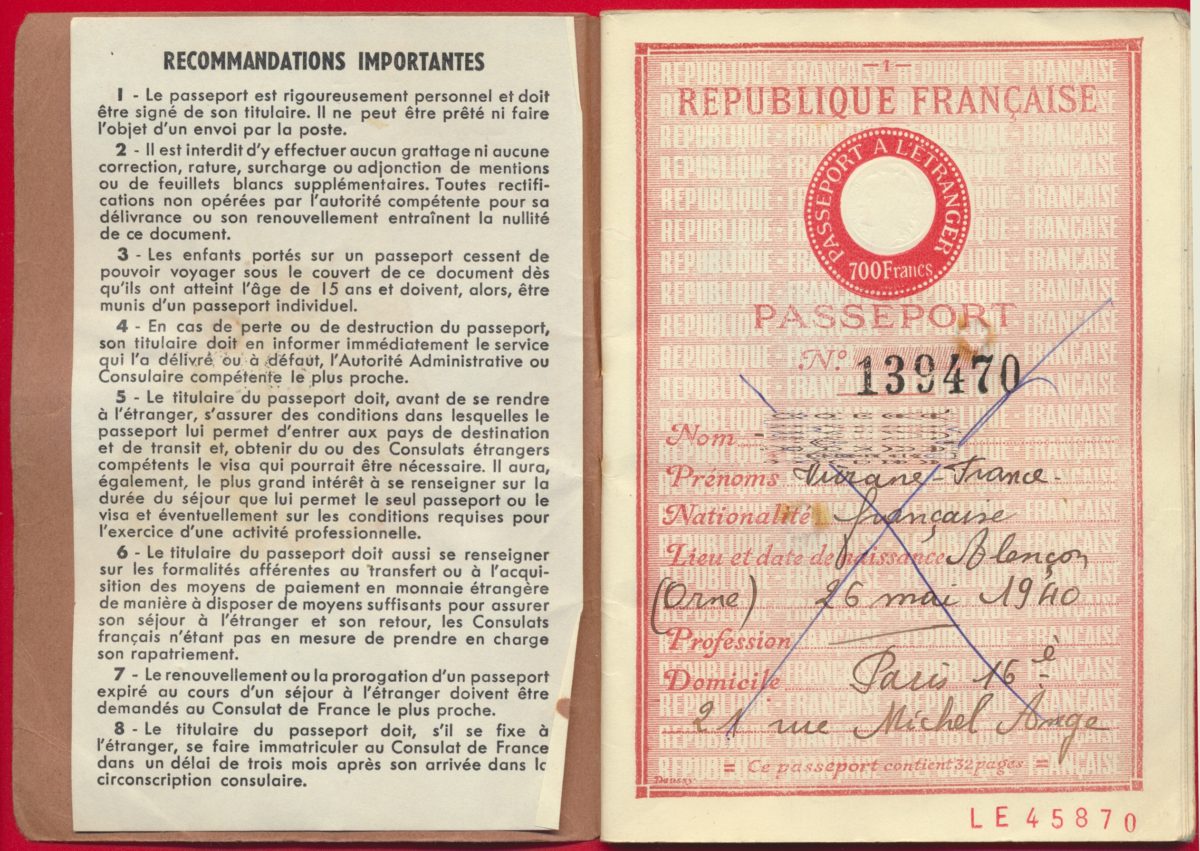 RECOMMANDATIONS IMPORTANTES
1 - Le passeport est rigoureusement personnel et doit
être signé de son titulaire. Il ne peut être prêté ni faire
l'objet d'un envoi par la poste.
2 - Il est interdit d'y effectuer aucun grattage ni aucune
correction, rature, surcharge ou adjonction de mentions
ou de feuillets blancs supplémentaires. Toutes rectifi-
cations non opérées par l'autorité compétente pour sa
délivrance ou son renouvellement entraînent la nullité
de ce document.
3 - Les enfants portés sur un passeport cessent de
pouvoir voyager sous le couvert de ce document dès
qu'ils ont atteint l'âge de 15 ans et doivent, alors, être
munis d'un passeport individuel.
4 - En cas de perte ou de destruction du passeport,
son titulaire doit en informer immédiatement le service
qui l'a délivré ou à défaut, l'Autorité Administrative ou
Consulaire compétente le plus proche.
5 - Le titulaire du passeport doit, avant de se rendre
à l'étranger, s'assurer des conditions dans lesquelles le
passeport lui permet d'entrer aux pays de destination
et de transit et, obtenir du ou des Consulats étrangers
compétents le visa qui pourrait être nécessaire. Il aura,
également, le plus grand intérêt à se renseigner sur la
durée du séjour que lui permet le seul passeport ou le
visa et éventuellement sur les conditions requises pour
l'exercice d'une activité professionnelle.
6 - Le titulaire du passeport doit aussi se renseigner
sur les formalités afférentes au transfert ou à l'acqui-
sition des moyens de paiement en monnaie étrangère
de manière à disposer de moyens suffisants pour assurer
son séjour à l'étranger et son retour, les Consulats
français n'étant pas en mesure de prendre en charge
son rapatriement.
7 - Le renouvellement ou la prorogation d'un passeport
expiré au cours d'un séjour à l'étranger doivent être
demandés au Consulat de France le plus proche.
8 - Le titulaire du passeport doit, s'il se fixe à
l'étranger, se faire immatriculer au Consulat de France
dans un délai de trois mois après son arrivée dans la
circonscription consulaire.
- 1 -
RÉPUBLIQUE FRANÇAISE
PASSEPORT A L'ÉTRANGER
700 Francs
PASSEPORT
N° 139470
Nom
Prénoms Viviane-France-
Nationalité française
Lieu et date de naissance Alençon
(Orne) 26 mai 1940
Profession
Domicile Paris 16è
21 rue Michel Ange
= Ce passeport contient 32 pages =
Daussy
LE 45870